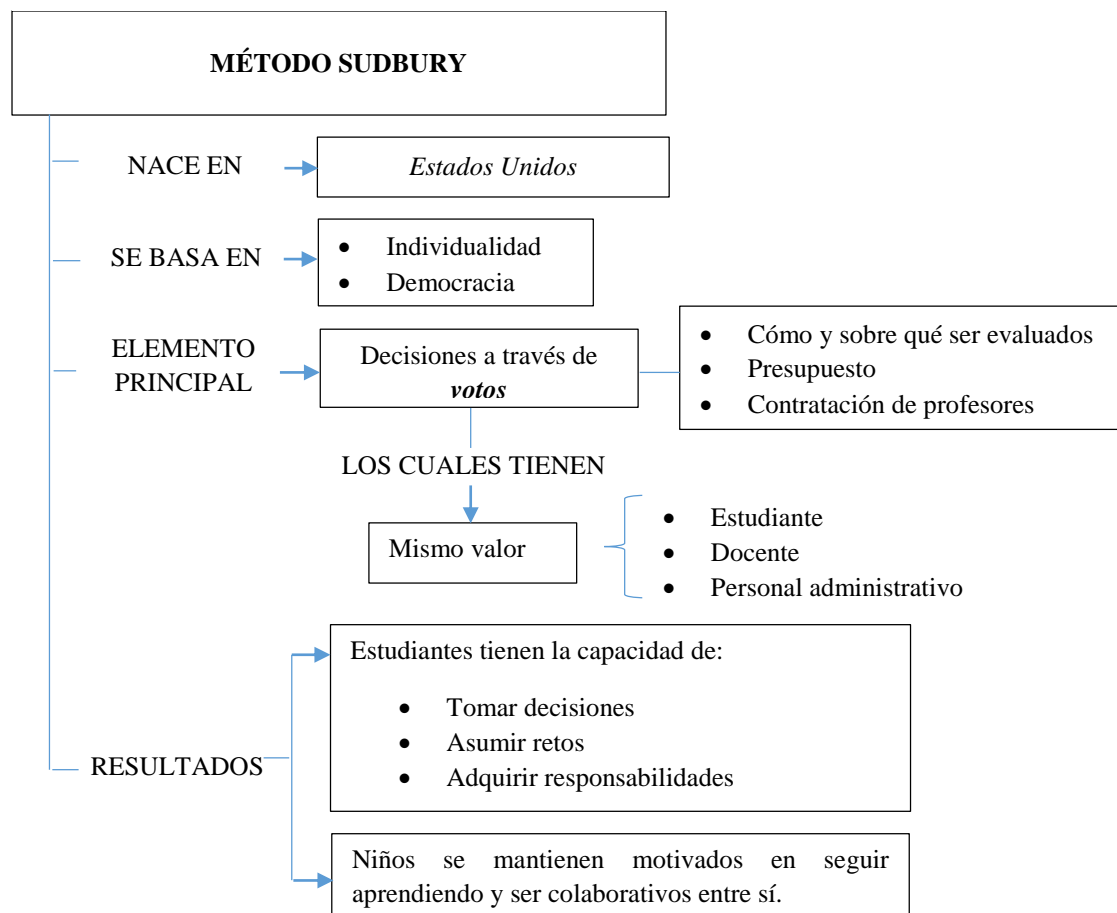 MÉTODO SUDBURY
NACE EN
Estados Unidos
SE BASA EN
• Individualidad
• Democracia
ELEMENTO
PRINCIPAL
Decisiones a través de
votos
• Cómo y sobre qué ser evaluados
• Presupuesto
• Contratación de profesores
LOS CUALES TIENEN
Mismo valor
• Estudiante
• Docente
• Personal administrativo
RESULTADOS
Estudiantes tienen la capacidad de:
• Tomar decisiones
• Asumir retos
• Adquirir responsabilidades
Niños se mantienen motivados en seguir
aprendiendo y ser colaborativos entre sí.